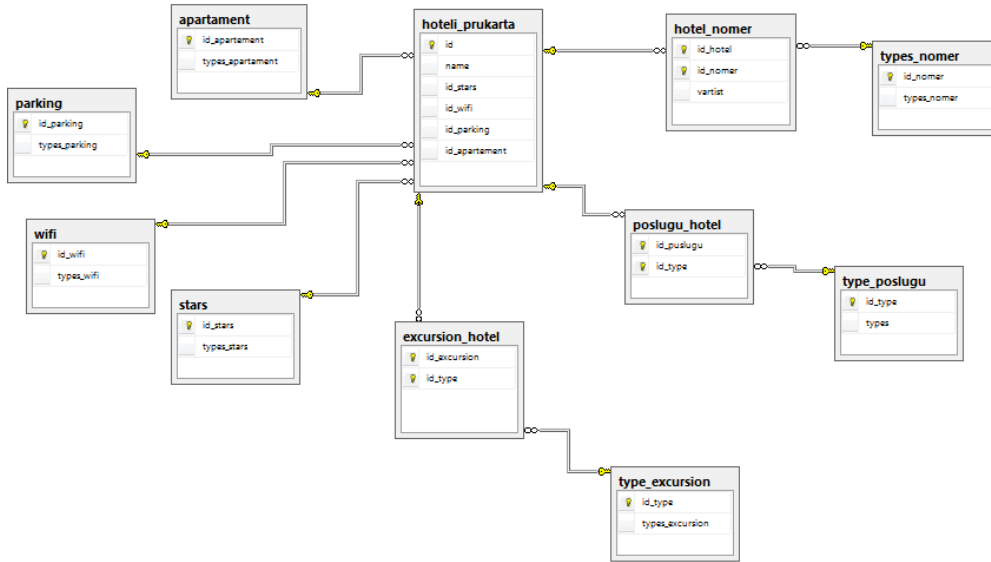 apartament
id_apartement
types_apartament
hoteli_prukarta
id
name
id_stars
id_wifi
id_parking
id_apartement
hotel_nomer
id_hotel
id_nomer
vartist
types_nomer
id_nomer
types_nomer
parking
id_parking
types_parking
wifi
id_wifi
types_wifi
stars
id_stars
types_stars
poslugu_hotel
id_puslugu
id_type
type_poslugu
id_type
types
excursion_hotel
id_excursion
id_type
type_excursion
id_type
types_excursion